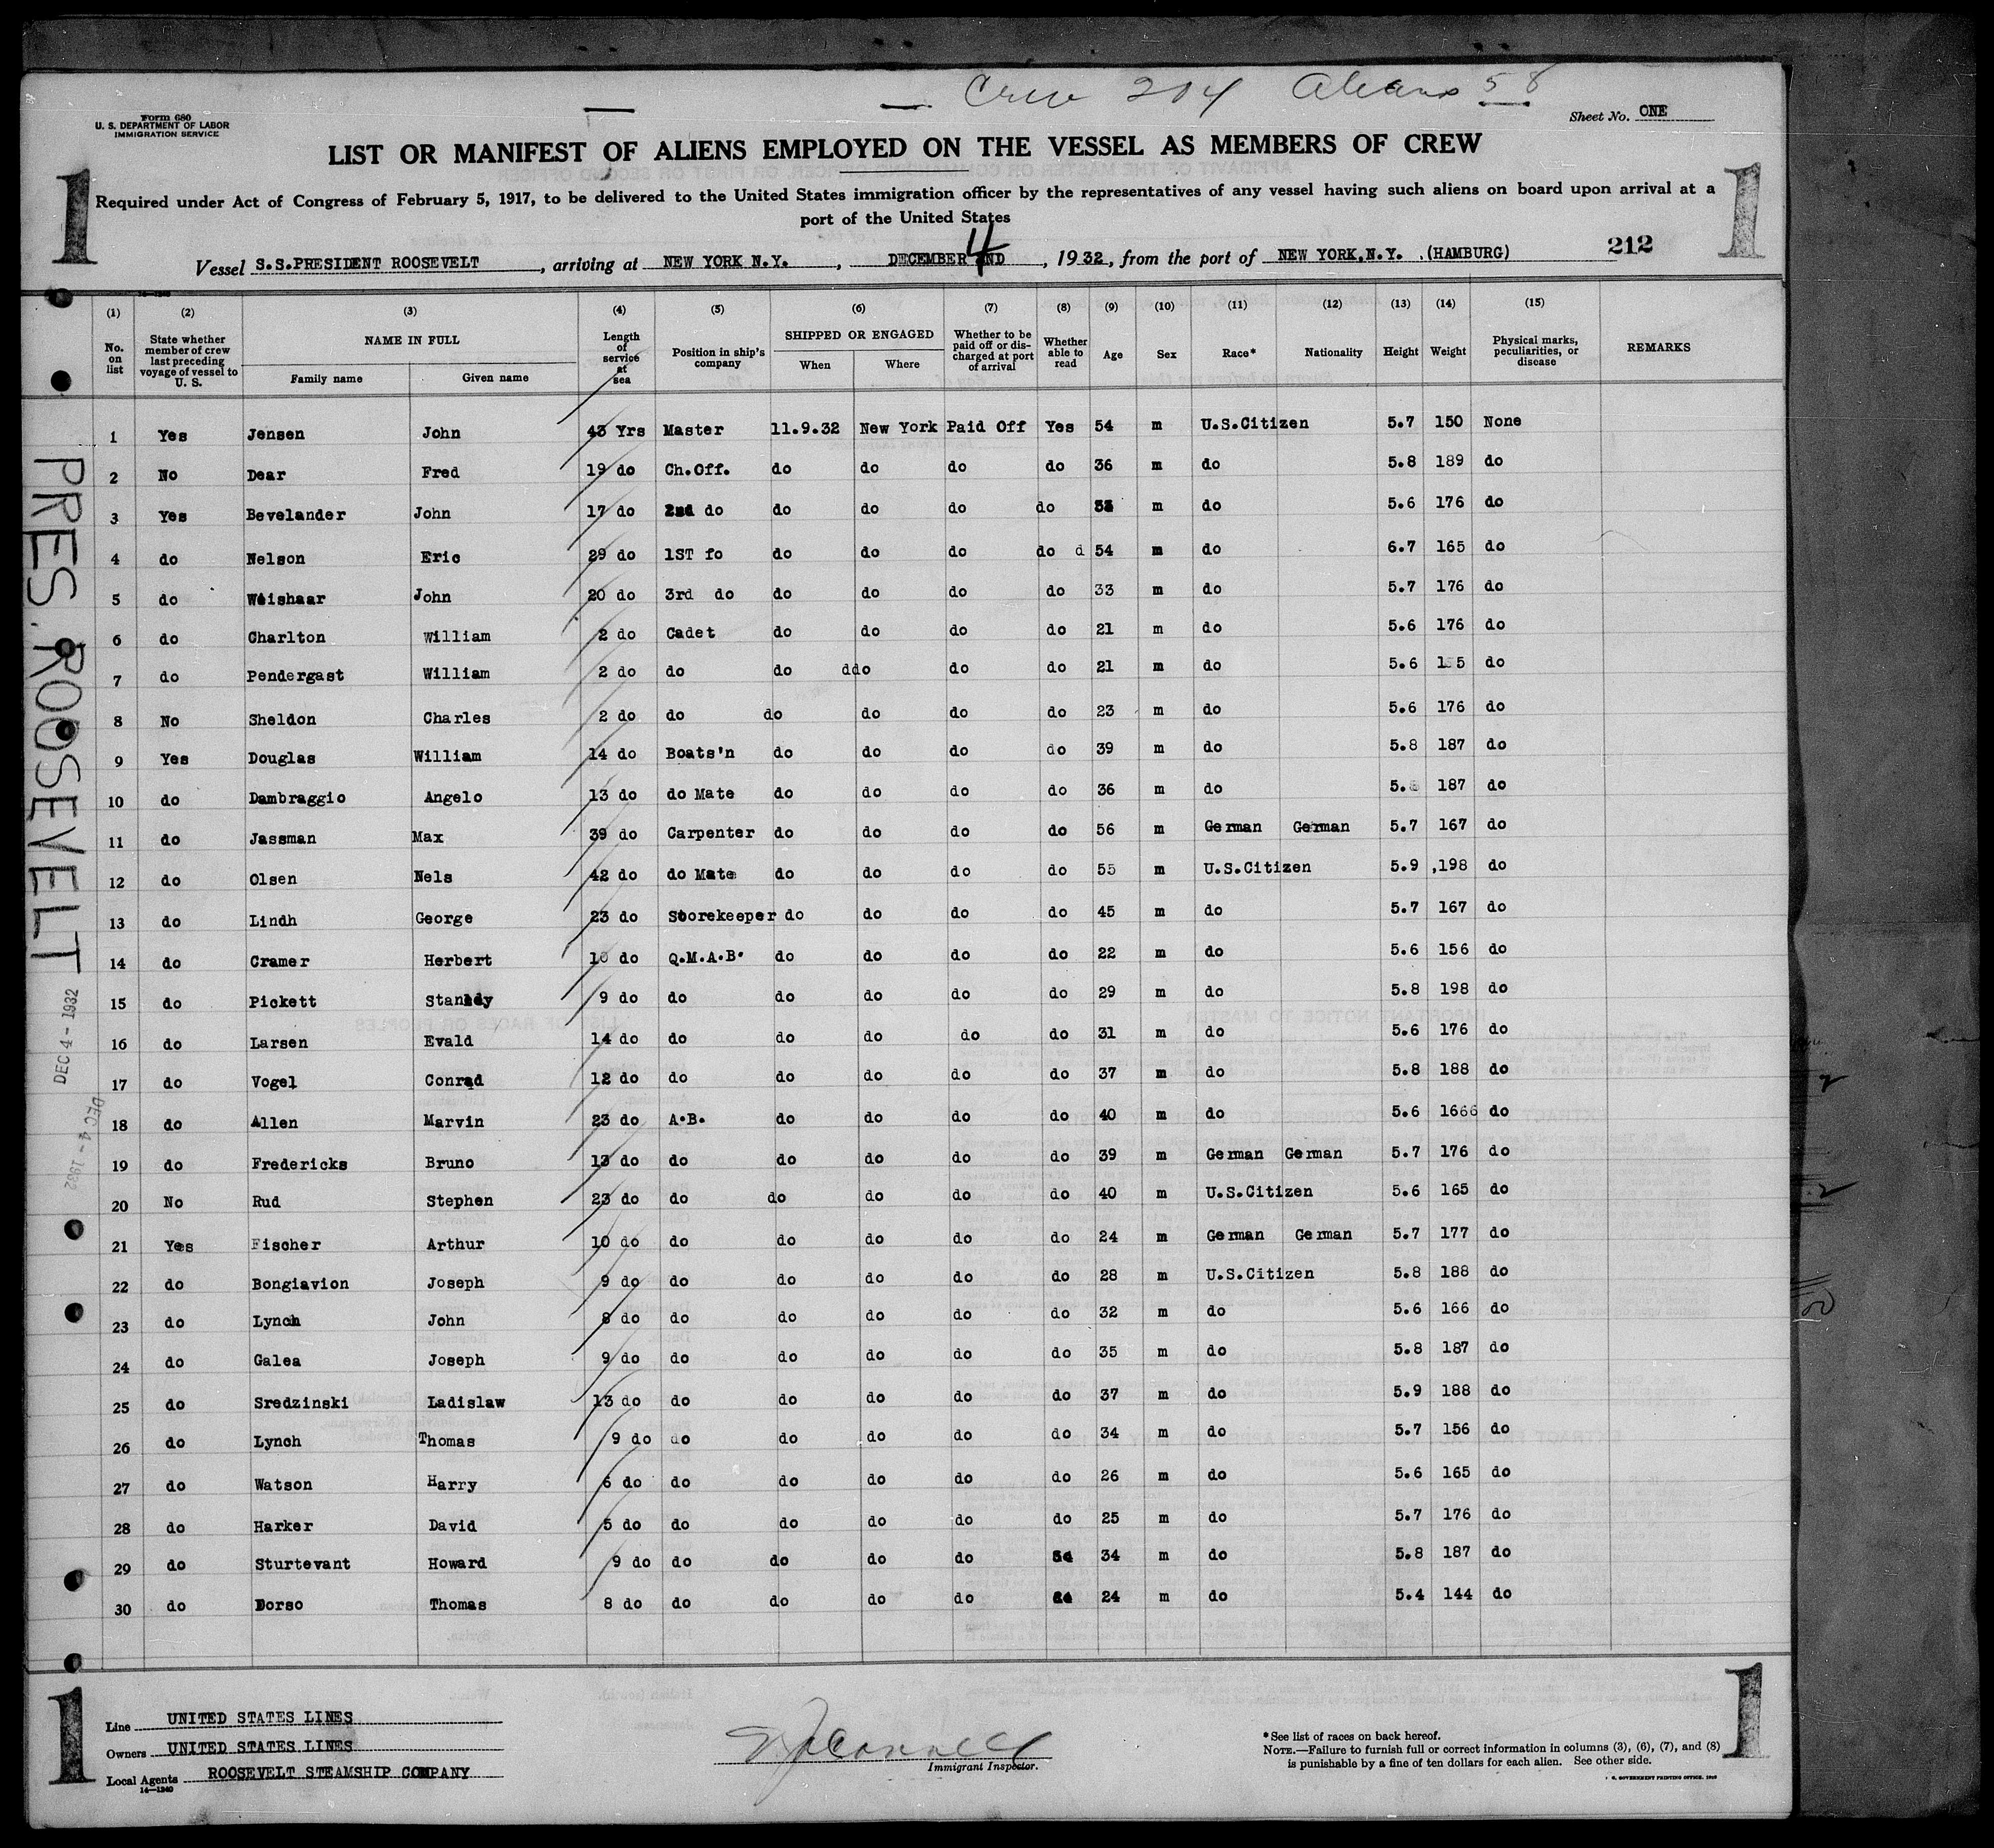 Crew 204 Aliens 58
Form 680
U. S. DEPARTMENT OF LABOR
IMMIGRATION SERVICE
Sheet No. ONE
LIST OR MANIFEST OF ALIENS EMPLOYED ON THE VESSEL AS MEMBERS OF CREW
1
1
Required under Act of Congress of February 5, 1917, to be delivered to the United States immigration officer by the representatives of any vessel having such aliens on board upon arrival at a
port of the United States
212
Vessel S.S.PRESIDENT ROOSEVELT, arriving at NEW YORK N.Y., DECEMBER 4 ND, 1932, from the port of NEW YORK,N.Y. (HAMBURG)
(1) (2) (3) (4) (5) (6) (7) (8) (9) (10) (11) (12) (13) (14) (15)
No. on list
State whether member of crew last preceding voyage of vessel to U. S.
NAME IN FULL
Family name Given name
Length of service at sea
Position in ship's company
SHIPPED OR ENGAGED
When Where
Whether to be paid off or discharged at port of arrival
Whether able to read
Age
Sex
Race*
Nationality
Height
Weight
Physical marks, peculiarities, or disease
REMARKS
1 Yes Jensen John 43 Yrs Master 11.9.32 New York Paid Off Yes 54 m U.S.Citizen 5.7 150 None
2 No Dear Fred 19 do Ch.Off. do do do do 36 m do 5.8 189 do
3 Yes Bevelander John 17 do 2nd do do do do do m do 5.6 176 do
4 do Nelson Eric 29 do 1ST fo do do do do d 54 m do 6.7 165 do
5 do Weishaar John 20 do 3rd do do do do do 33 m do 5.7 176 do
6 do Charlton William 2 do Cadet do do do do 21 m do 5.6 176 do
7 do Pendergast William 2 do do do ddo do do 21 m do 5.6 do
8 No Sheldon Charles 2 do do do do do do 23 m do 5.6 176 do
9 Yes Douglas William 14 do Boats'n do do do do 39 m do 5.8 187 do
10 do Dambraggio Angelo 13 do do Mate do do do do 36 m do 187 do
11 do Jassman Max 39 do Carpenter do do do do 56 m German German 5.7 167 do
12 do Olsen Nels 42 do do Mate do do do do 55 m U.S.Citizen 5.9 ,198 do
13 do Lindh George 23 do Storekeeper do do do do 45 m do 5.7 167 do
14 do Cramer Herbert 10 do Q.M.A.B. do do do do 22 m do 5.6 156 do
15 do Pickett 9 do do do do do do 29 m do 5.8 198 do
16 do Larsen Evald 14 do do do do do do 31 m do 5.6 176 do
17 do Vogel Conrad 12 do do do do do do 37 m do 5.8 188 do
18 do Allen Marvin 23 do A.B. do do do do 40 m do 5.6 1666 do
19 do Fredericks Bruno 13 do do do do do do 39 m German German 5.7 176 do
20 No Rud Stephen 23 do do do do do do 40 m U.S.Citizen 5.6 165 do
21 Yes Fischer Arthur 10 do do do do do do 24 m German German 5.7 177 do
22 do Bongiavion Joseph 9 do do do do do do 28 m U.S.Citizen 5.8 188 do
23 do Lynch John 8 do do do do do do 32 m do 5.6 166 do
24 do Galea Joseph 9 do do do do do do 35 m do 5.8 187 do
25 do Sredzinski Ladislaw 13 do do do do do do 37 m do 5.9 188 do
26 do Lynch Thomas 9 do do do do do do 34 m do 5.7 156 do
27 do Watson Harry 6 do do do do do do 26 m do 5.6 165 do
28 do Harker David 5 do do do do do do 25 m do 5.7 176 do
29 do Sturtevant Howard 9 do do do do do 34 m do 5.8 187 do
30 do Dorso Thomas 8 do do do do do 24 m do 5.4 144 do
PRES. ROOSEVELT
DEC 4 - 1932
DEC 4 - 1932
1
1
Line UNITED STATES LINES
Owners UNITED STATES LINES
Local Agents ROOSEVELT STEAMSHIP COMPANY
14—1240
Immigrant Inspector.
*See list of races on back hereof.
NOTE.—Failure to furnish full or correct information in columns (3), (6), (7), and (8)
is punishable by a fine of ten dollars for each alien. See other side.